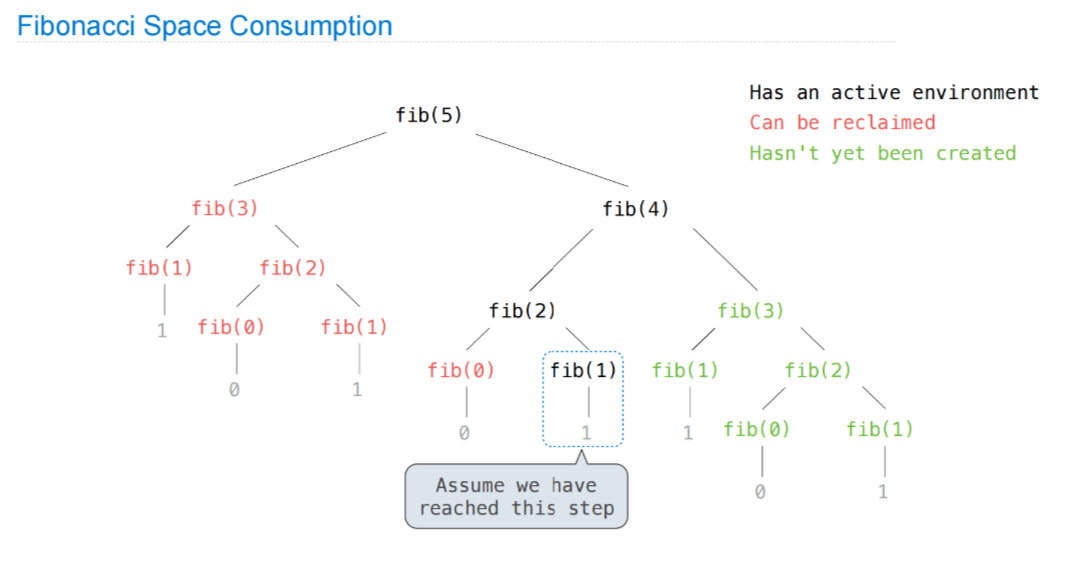 Fibonacci Space Consumption
Has an active environment
Can be reclaimed
Hasn't yet been created
fib(5)
fib(3)
fib(4)
fib(1)
fib(2)
fib(2)
fib(3)
1
fib(0)
fib(1)
fib(0)
fib(1)
fib(1)
fib(2)
0
1
0
1
1
fib(0)
fib(1)
0
1
Assume we have
reached this step